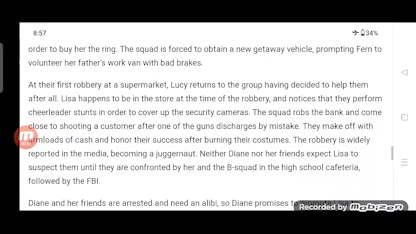 8:57
34%
order to buy her the ring. The squad is forced to obtain a new getaway vehicle, prompting Fern to
volunteer her father's work van with bad brakes.
At their first robbery at a supermarket, Lucy returns to the group having decided to help them
after all. Lisa happens to be in the store at the time of the robbery, and notices that they perform
cheerleader stunts in order to cover up the security cameras. The squad robs the bank and come
close to shooting a customer after one of the guns discharges by mistake. They make off with
armloads of cash and honor their success after burning their costumes. The robbery is widely
reported in the media, becoming a juggernaut. Neither Diane nor her friends expect Lisa to
suspect them until they are confronted by her and the B-squad in the high school cafeteria,
followed by the FBI.
Diane and her friends are arrested and need an alibi, so Diane promises to
Recorded by Mobizen